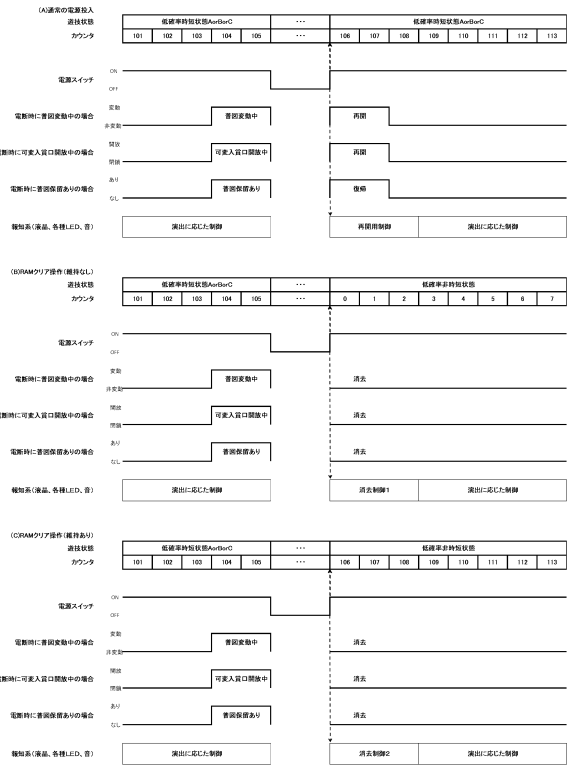 (A)通常の電源投入
遊技状態 低確率時短状態AorBorC ・・・ 低確率時短状態AorBorC
カウンタ 101 102 103 104 105 ・・・ 106 107 108 109 110 111 112 113
電源スイッチ ON OFF
電断時に普図変動中の場合 変動 非変動 普図変動中 再開
電断時に可変入賞口開放中の場合 開放 閉鎖 可変入賞口開放中 再開
電断時に普図保留ありの場合 あり なし 普図保留あり 復帰
報知系(液晶、各種LED、音) 演出に応じた制御 再開用制御 演出に応じた制御
(B)RAMクリア操作(維持なし)
遊技状態 低確率時短状態AorBorC ・・・ 低確率非時短状態
カウンタ 101 102 103 104 105 ・・・ 0 1 2 3 4 5 6 7
電源スイッチ ON OFF
電断時に普図変動中の場合 変動 非変動 普図変動中 消去
電断時に可変入賞口開放中の場合 開放 閉鎖 可変入賞口開放中 消去
電断時に普図保留ありの場合 あり なし 普図保留あり 消去
報知系(液晶、各種LED、音) 演出に応じた制御 消去制御1 演出に応じた制御
(C)RAMクリア操作(維持あり)
遊技状態 低確率時短状態AorBorC ・・・ 低確率非時短状態
カウンタ 101 102 103 104 105 ・・・ 106 107 108 109 110 111 112 113
電源スイッチ ON OFF
電断時に普図変動中の場合 変動 非変動 普図変動中 消去
電断時に可変入賞口開放中の場合 開放 閉鎖 可変入賞口開放中 消去
電断時に普図保留ありの場合 あり なし 普図保留あり 消去
報知系(液晶、各種LED、音) 演出に応じた制御 消去制御2 演出に応じた制御